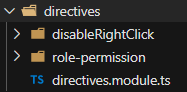 directives
disableRightClick
role-permission
TS directives.module.ts